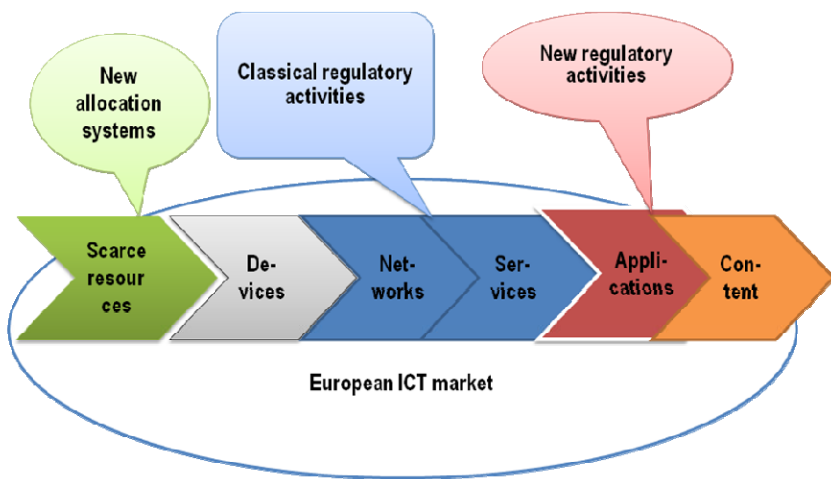 New
allocation
systems
Classical regulatory
activities
New regulatory
activities
Scarce
resour
ces
De-
vices
Net-
works
Ser-
vices
Appli-
cations
Con-
tent
European ICT market